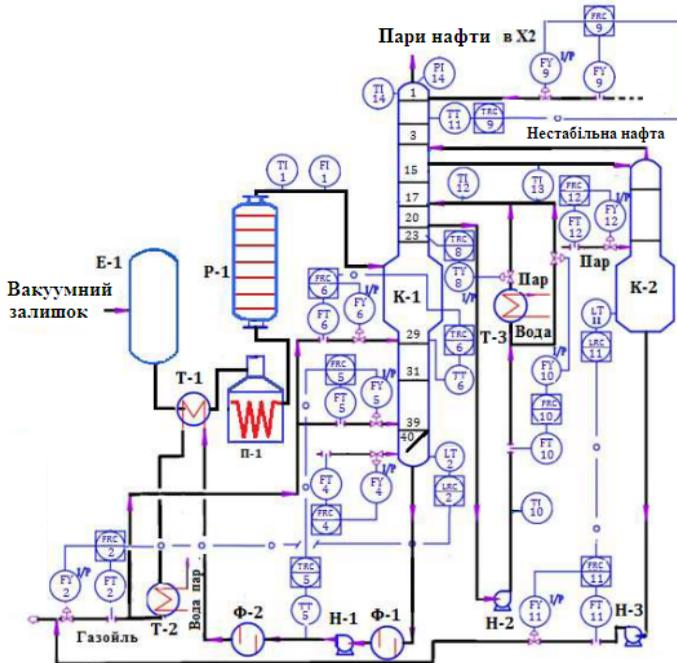 FRC
9
Пари нафти
в Х2
I/P
PI
14
FY
9
FY
9
TI
14
1
TT
11
TRC
9
Нестабільна нафта
3
TI
1
FI
1
15
TI
12
TI
13
FRC
12
17
FT
12
FY
12
I/P
20
23
TRC
8
Е-1
Р-1
I/P
Пар
К-2
FRC
6
К-1
TY
8
Пар
I/P
Вакуумний
залишок
FT
6
FY
6
I/P
Т-3
Вода
LT
11
29
TRC
6
LRC
11
Т-1
FRC
5
I/P
31
TT
6
FY
10
I/P
FT
5
FY
5
FRC
10
П-1
39
40
FT
10
LT
2
FT
4
FY
4
I/P
FRC
4
LRC
2
TI
10
FRC
2
I/P
TRC
5
FRC
11
FY
2
FT
2
Вода пар
TT
5
FY
11
I/P
FT
11
Газойль
Т-2
Ф-2
Н-1
Ф-1
Н-2
Н-3